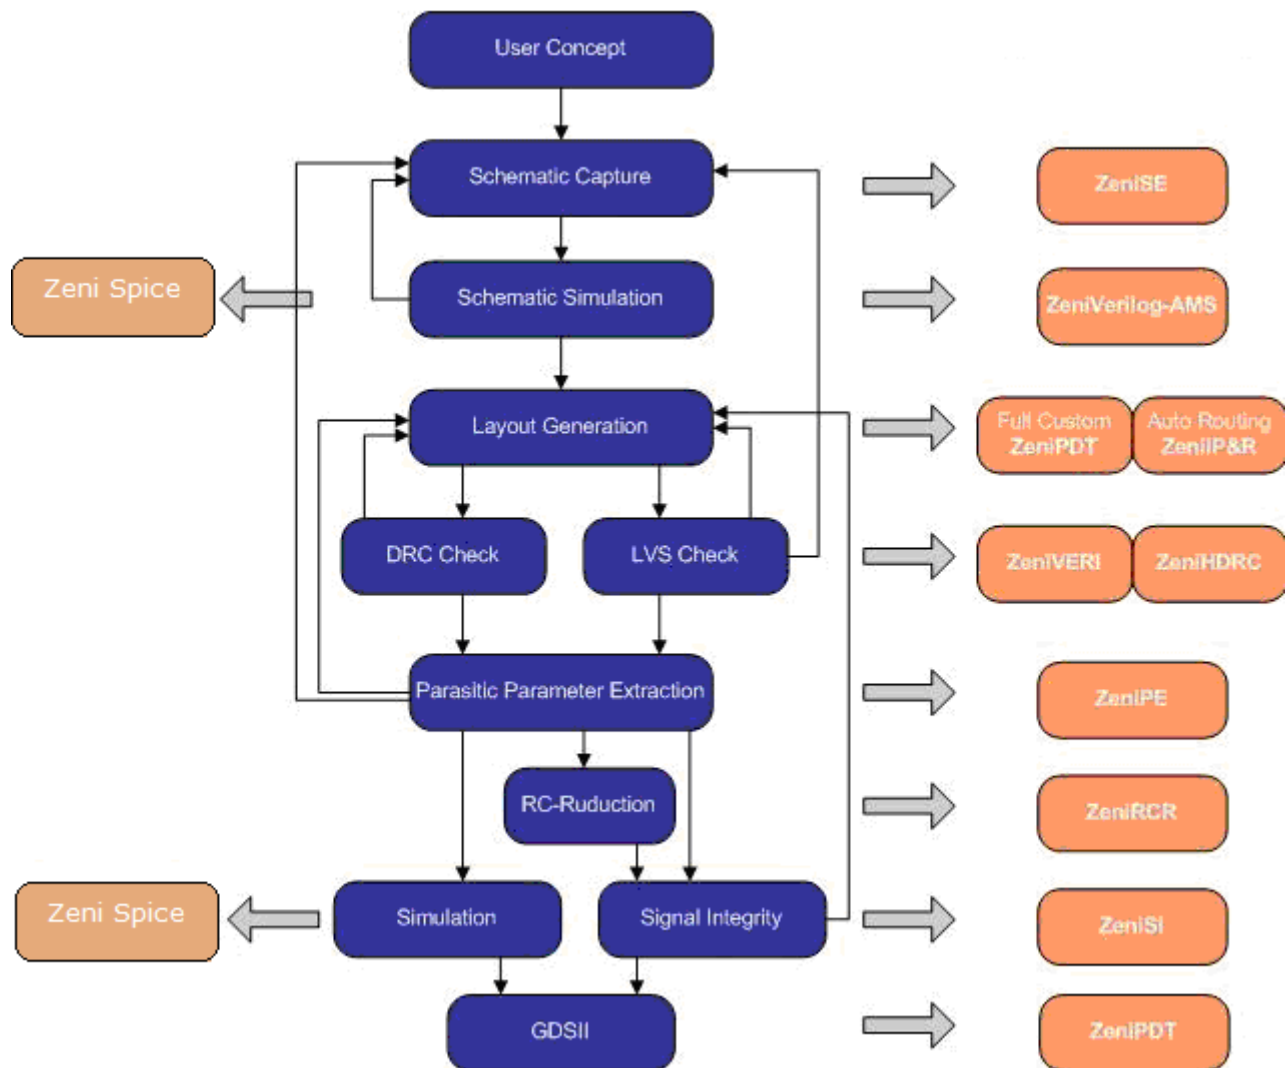 User Concept
Schematic Capture
ZeniSE
Zeni Spice
Schematic Simulation
ZeniVerilog-AMS
Layout Generation
Full Custom
ZeniPDT
Auto Routing
ZeniIP&R
DRC Check
LVS Check
ZeniVERI
ZeniHDRC
Parasitic Parameter Extraction
ZeniPE
RC-Ruduction
ZeniRCR
Zeni Spice
Simulation
Signal Integrity
ZeniSI
GDSII
ZeniPDT